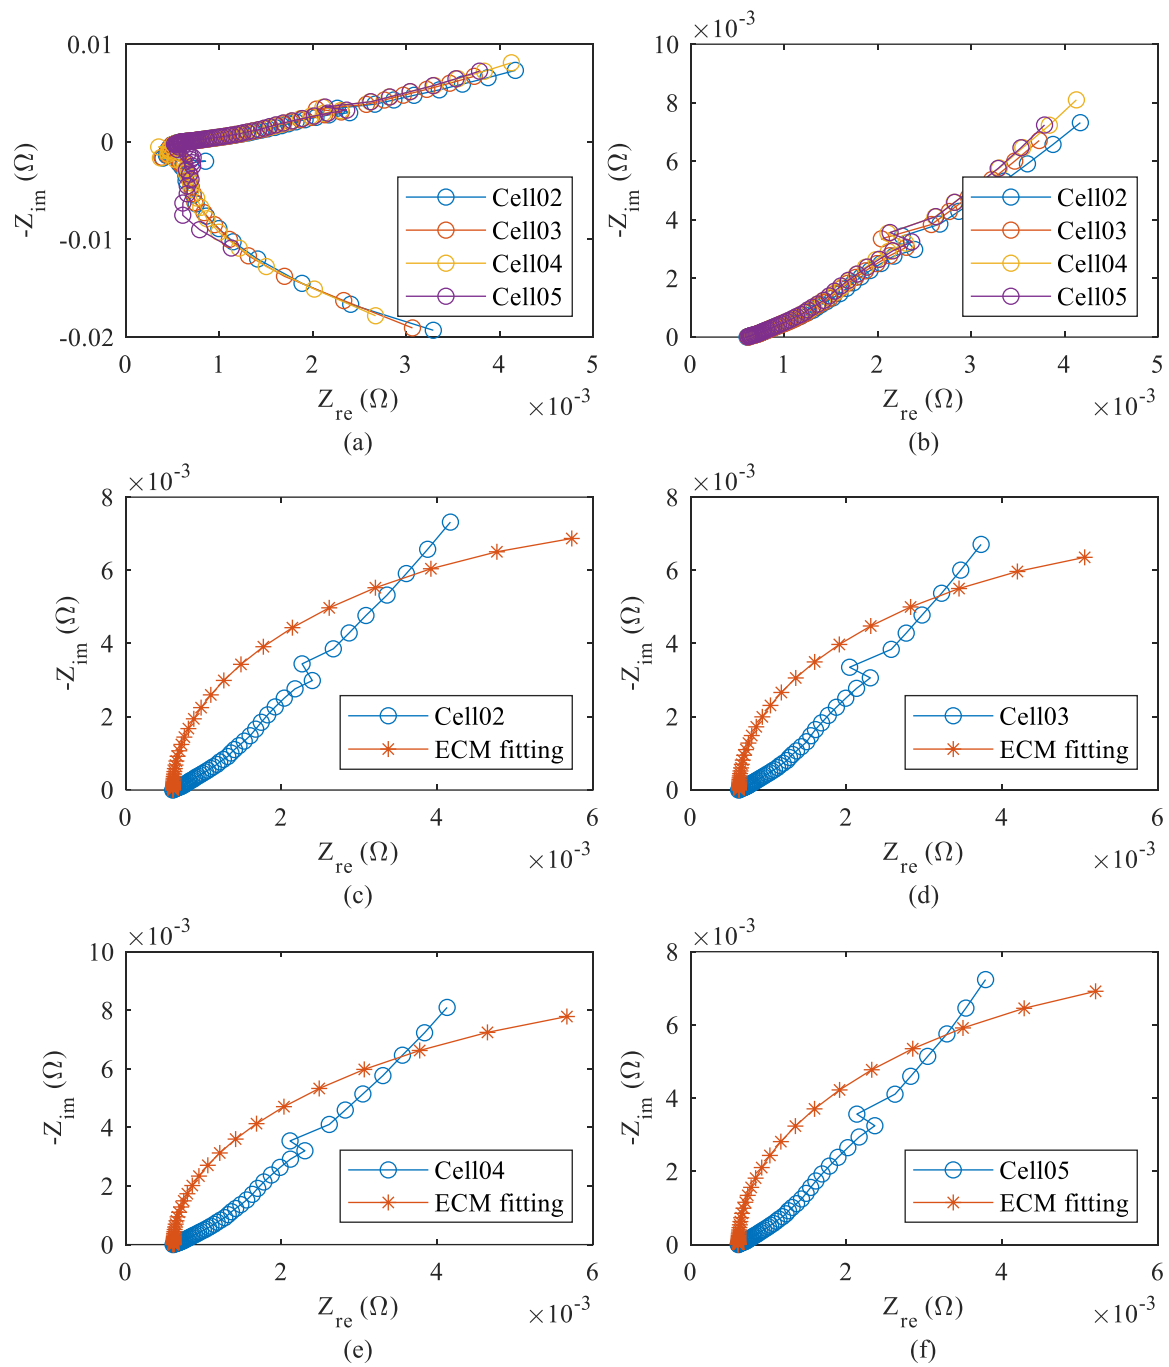 0.01
0
-0.01
-0.02
-Z_im (Ω)
Cell02
Cell03
Cell04
Cell05
0 1 2 3 4 5
Z_re (Ω)
×10^-3
(a)
×10^-3
10
8
6
4
2
0
-Z_im (Ω)
Cell02
Cell03
Cell04
Cell05
1 2 3 4 5
Z_re (Ω)
×10^-3
(b)
×10^-3
8
6
4
2
0
-Z_im (Ω)
Cell02
ECM fitting
0 2 4 6
Z_re (Ω)
×10^-3
(c)
×10^-3
8
6
4
2
0
-Z_im (Ω)
Cell03
ECM fitting
0 2 4 6
Z_re (Ω)
×10^-3
(d)
×10^-3
10
8
6
4
2
0
-Z_im (Ω)
Cell04
ECM fitting
0 2 4 6
Z_re (Ω)
×10^-3
(e)
×10^-3
8
6
4
2
0
-Z_im (Ω)
Cell05
ECM fitting
0 2 4 6
Z_re (Ω)
×10^-3
(f)